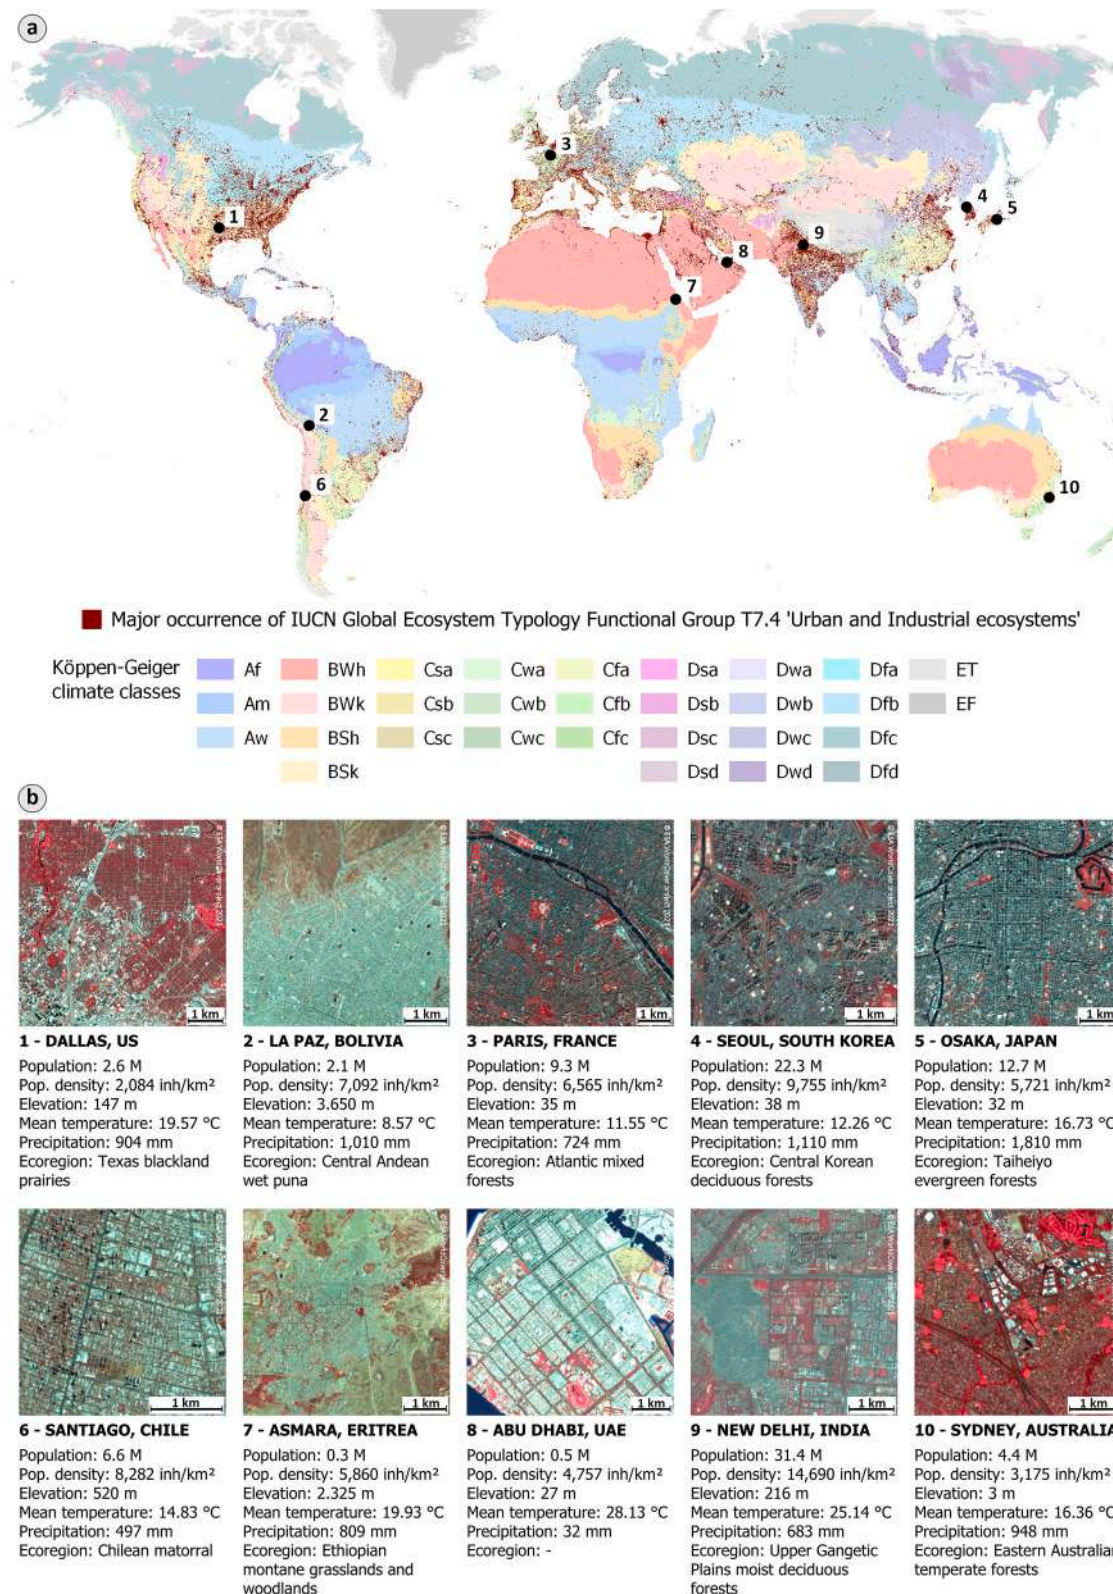 a
1
2
3
4
5
6
7
8
9
10
Major occurrence of IUCN Global Ecosystem Typology Functional Group T7.4 'Urban and Industrial ecosystems'
Köppen-Geiger
climate classes
Af BWh Csa Cwa Cfa Dsa Dwa Dfa ET
Am BWk Csb Cwb Cfb Dsb Dwb Dfb EF
Aw BSh Csc Cwc Cfc Dsc Dwc Dfc
BSk Dsd Dwd Dfd
b
1 km 1 km 1 km 1 km 1 km
1 - DALLAS, US
Population: 2.6 M
Pop. density: 2,084 inh/km²
Elevation: 147 m
Mean temperature: 19.57 °C
Precipitation: 904 mm
Ecoregion: Texas blackland
prairies
2 - LA PAZ, BOLIVIA
Population: 2.1 M
Pop. density: 7,092 inh/km²
Elevation: 3.650 m
Mean temperature: 8.57 °C
Precipitation: 1,010 mm
Ecoregion: Central Andean
wet puna
3 - PARIS, FRANCE
Population: 9.3 M
Pop. density: 6,565 inh/km²
Elevation: 35 m
Mean temperature: 11.55 °C
Precipitation: 724 mm
Ecoregion: Atlantic mixed
forests
4 - SEOUL, SOUTH KOREA
Population: 22.3 M
Pop. density: 9,755 inh/km²
Elevation: 38 m
Mean temperature: 12.26 °C
Precipitation: 1,110 mm
Ecoregion: Central Korean
deciduous forests
5 - OSAKA, JAPAN
Population: 12.7 M
Pop. density: 5,721 inh/km²
Elevation: 32 m
Mean temperature: 16.73 °C
Precipitation: 1,810 mm
Ecoregion: Taiheiyo
evergreen forests
1 km 1 km 1 km 1 km 1 km
6 - SANTIAGO, CHILE
Population: 6.6 M
Pop. density: 8,282 inh/km²
Elevation: 520 m
Mean temperature: 14.83 °C
Precipitation: 497 mm
Ecoregion: Chilean matorral
7 - ASMARA, ERITREA
Population: 0.3 M
Pop. density: 5,860 inh/km²
Elevation: 2.325 m
Mean temperature: 19.93 °C
Precipitation: 809 mm
Ecoregion: Ethiopian
montane grasslands and
woodlands
8 - ABU DHABI, UAE
Population: 0.5 M
Pop. density: 4,757 inh/km²
Elevation: 27 m
Mean temperature: 28.13 °C
Precipitation: 32 mm
Ecoregion: -
9 - NEW DELHI, INDIA
Population: 31.4 M
Pop. density: 14,690 inh/km²
Elevation: 216 m
Mean temperature: 25.14 °C
Precipitation: 683 mm
Ecoregion: Upper Gangetic
Plains moist deciduous
forests
10 - SYDNEY, AUSTRALIA
Population: 4.4 M
Pop. density: 3,175 inh/km²
Elevation: 3 m
Mean temperature: 16.36 °C
Precipitation: 948 mm
Ecoregion: Eastern Australian
temperate forests